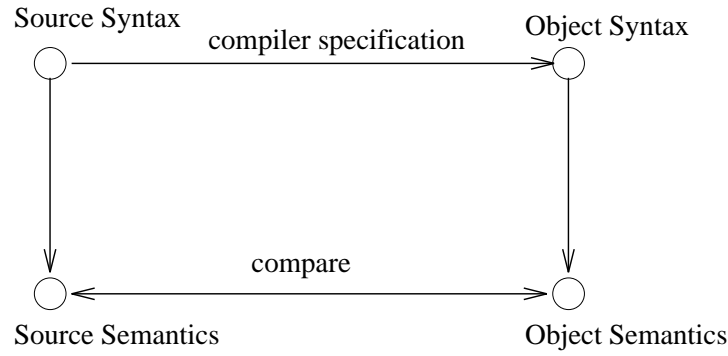 Source Syntax
compiler specification
Object Syntax
compare
Source Semantics
Object Semantics